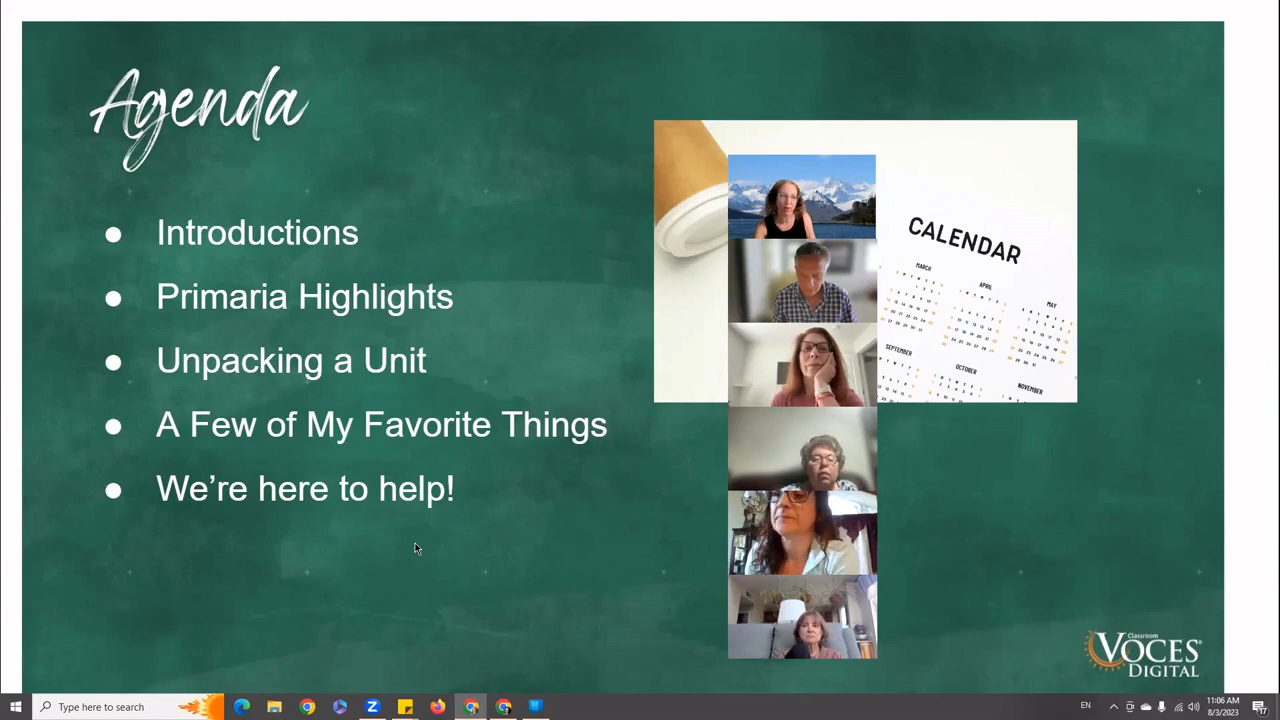 Agenda
● Introductions
● Primaria Highlights
● Unpacking a Unit
● A Few of My Favorite Things
● We’re here to help!
CALENDAR
MARCH
APRIL
MAY
SEPTEMBER
OCTOBER
NOVEMBER
Classroom
VOCES
DIGITAL
Type here to search
EN
11:06 AM
8/3/2023
17